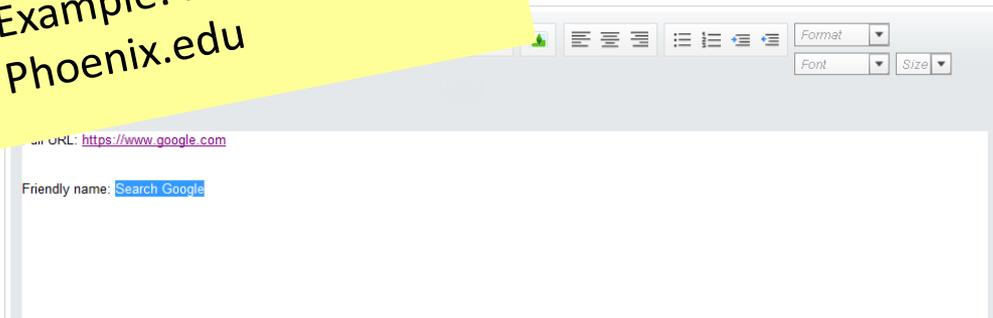 Example:
Phoenix.edu
Format
Font
Size
URL: https://www.google.com
Friendly name: Search Google